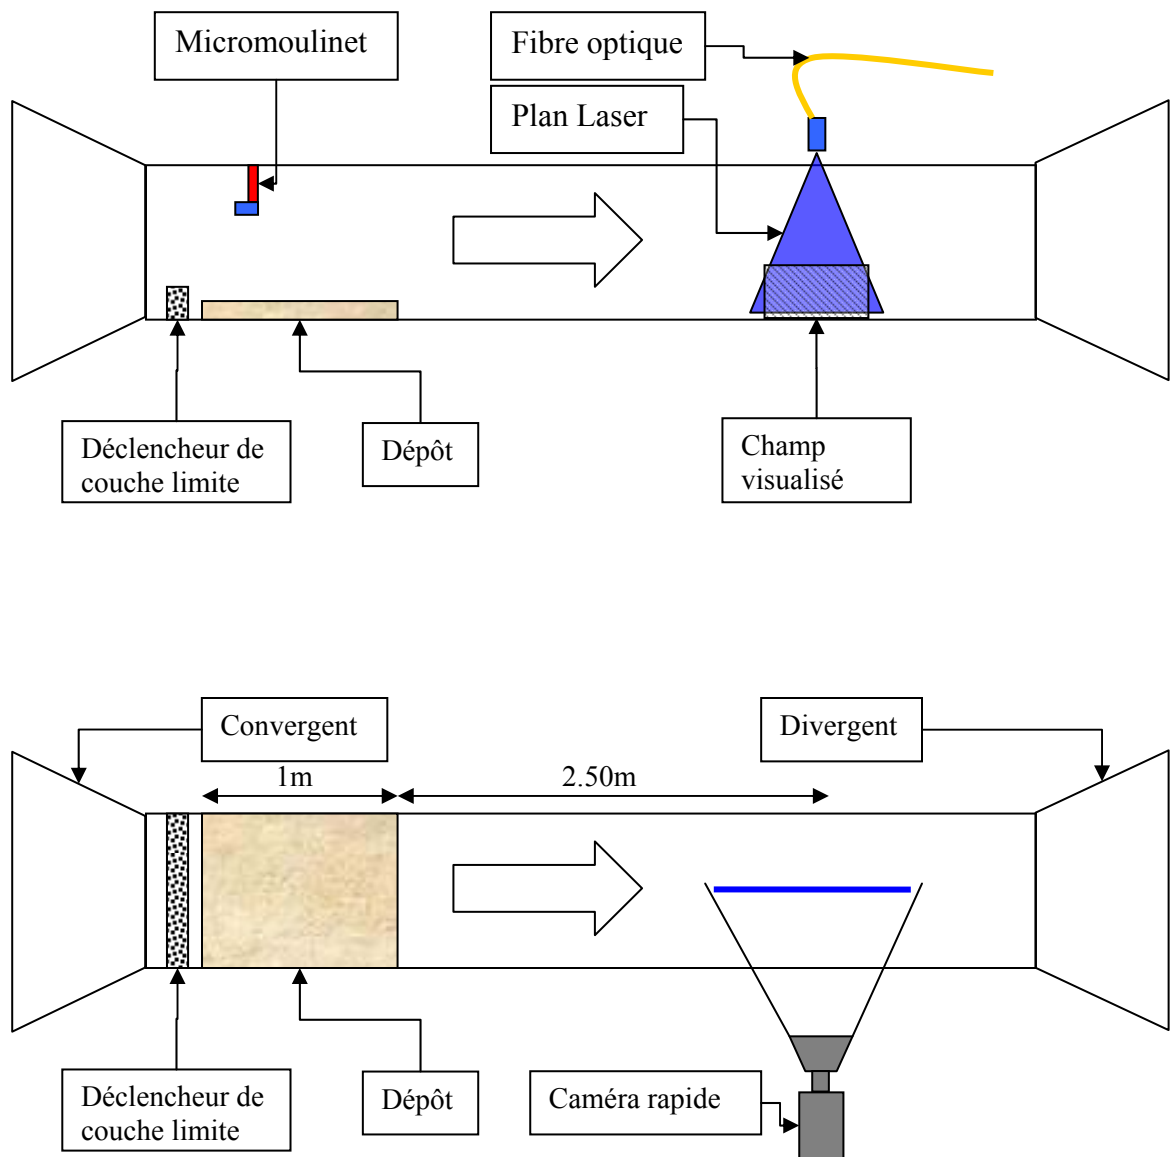 Micromoulinet
Fibre optique
Plan Laser
Déclencheur de
couche limite
Dépôt
Champ
visualisé
Convergent
Divergent
1m
2.50m
Déclencheur de
couche limite
Dépôt
Caméra rapide